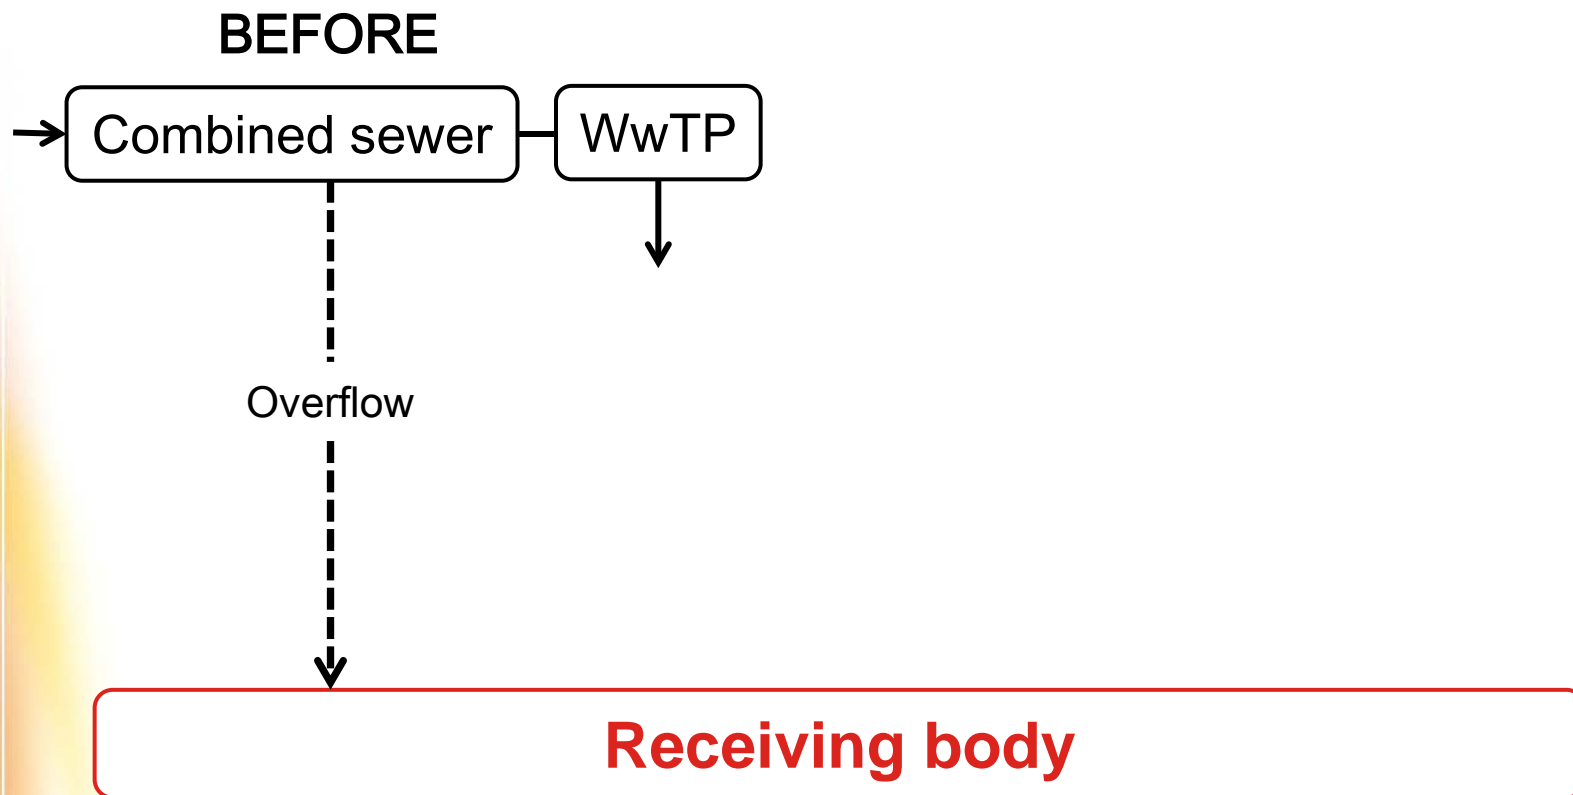 BEFORE
Combined sewer
WwTP
Overflow
Receiving body